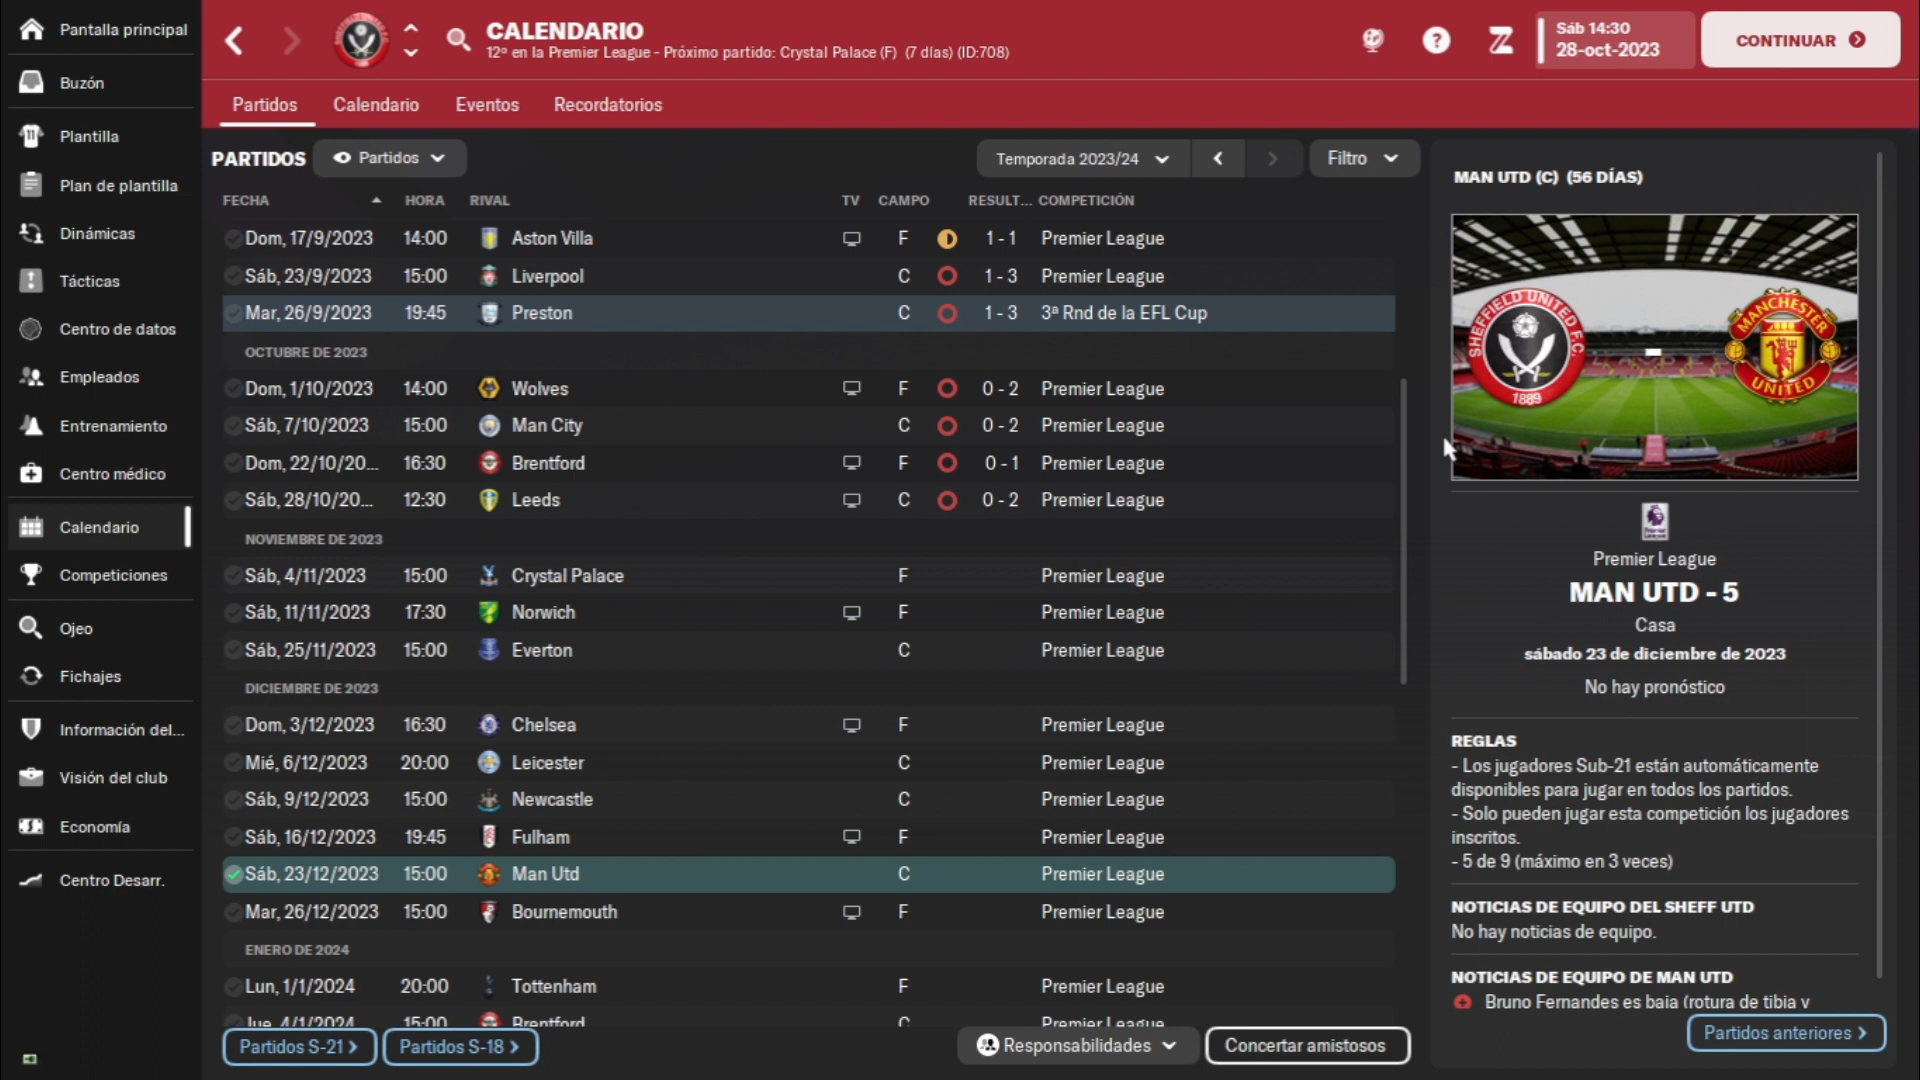 Pantalla principal
Buzón
Plantilla
Plan de plantilla
Dinámicas
Tácticas
Centro de datos
Empleados
Entrenamiento
Centro médico
Calendario
Competiciones
Ojeo
Fichajes
Información del...
Visión del club
Economía
Centro Desarr.
CALENDARIO
12º en la Premier League - Próximo partido: Crystal Palace (F) (7 días) (ID:708)
Sáb 14:30
28-oct-2023
CONTINUAR
Partidos Calendario Eventos Recordatorios
PARTIDOS Partidos Temporada 2023/24 Filtro
FECHA HORA RIVAL TV CAMPO RESULT... COMPETICIÓN
Dom, 17/9/2023 14:00 Aston Villa F 1 - 1 Premier League
Sáb, 23/9/2023 15:00 Liverpool C 1 - 3 Premier League
Mar, 26/9/2023 19:45 Preston C 1 - 3 3ª Rnd de la EFL Cup
OCTUBRE DE 2023
Dom, 1/10/2023 14:00 Wolves F 0 - 2 Premier League
Sáb, 7/10/2023 15:00 Man City C 0 - 2 Premier League
Dom, 22/10/20... 16:30 Brentford F 0 - 1 Premier League
Sáb, 28/10/20... 12:30 Leeds C 0 - 2 Premier League
NOVIEMBRE DE 2023
Sáb, 4/11/2023 15:00 Crystal Palace F Premier League
Sáb, 11/11/2023 17:30 Norwich F Premier League
Sáb, 25/11/2023 15:00 Everton C Premier League
DICIEMBRE DE 2023
Dom, 3/12/2023 16:30 Chelsea F Premier League
Mié, 6/12/2023 20:00 Leicester C Premier League
Sáb, 9/12/2023 15:00 Newcastle C Premier League
Sáb, 16/12/2023 19:45 Fulham F Premier League
Sáb, 23/12/2023 15:00 Man Utd C Premier League
Mar, 26/12/2023 15:00 Bournemouth F Premier League
ENERO DE 2024
Lun, 1/1/2024 20:00 Tottenham F Premier League
Jue, 4/1/2024 15:00 Brentford C Premier League
Partidos S-21 Partidos S-18 Responsabilidades Concertar amistosos
MAN UTD (C) (56 DÍAS)
SHEFFIELD UNITED F.C.
1889
MANCHESTER
UNITED
Premier League
MAN UTD - 5
Casa
sábado 23 de diciembre de 2023
No hay pronóstico
REGLAS
- Los jugadores Sub-21 están automáticamente
disponibles para jugar en todos los partidos.
- Solo pueden jugar esta competición los jugadores
inscritos.
- 5 de 9 (máximo en 3 veces)
NOTICIAS DE EQUIPO DEL SHEFF UTD
No hay noticias de equipo.
NOTICIAS DE EQUIPO DE MAN UTD
Bruno Fernandes es baja (rotura de tibia y
Partidos anteriores